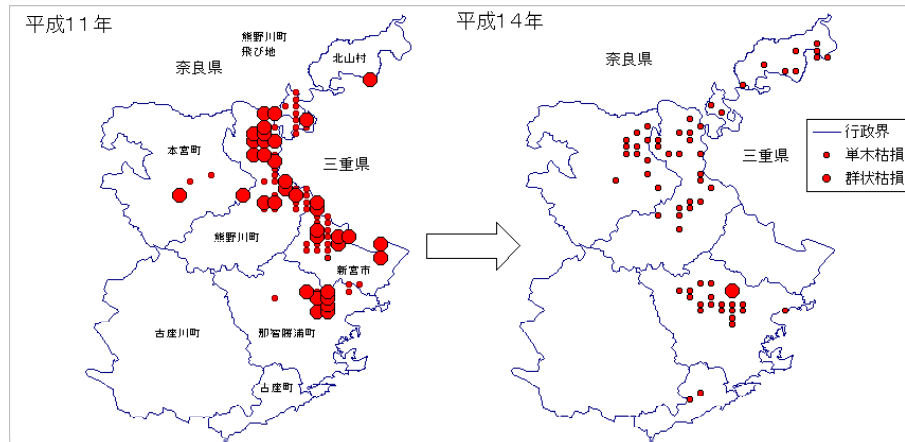 平成11年
平成14年
熊野川町
飛び地
奈良県
北山村
本宮町
三重県
熊野川町
新宮市
古座川町
那智勝浦町
古座町
奈良県
三重県
行政界
単木枯損
群状枯損